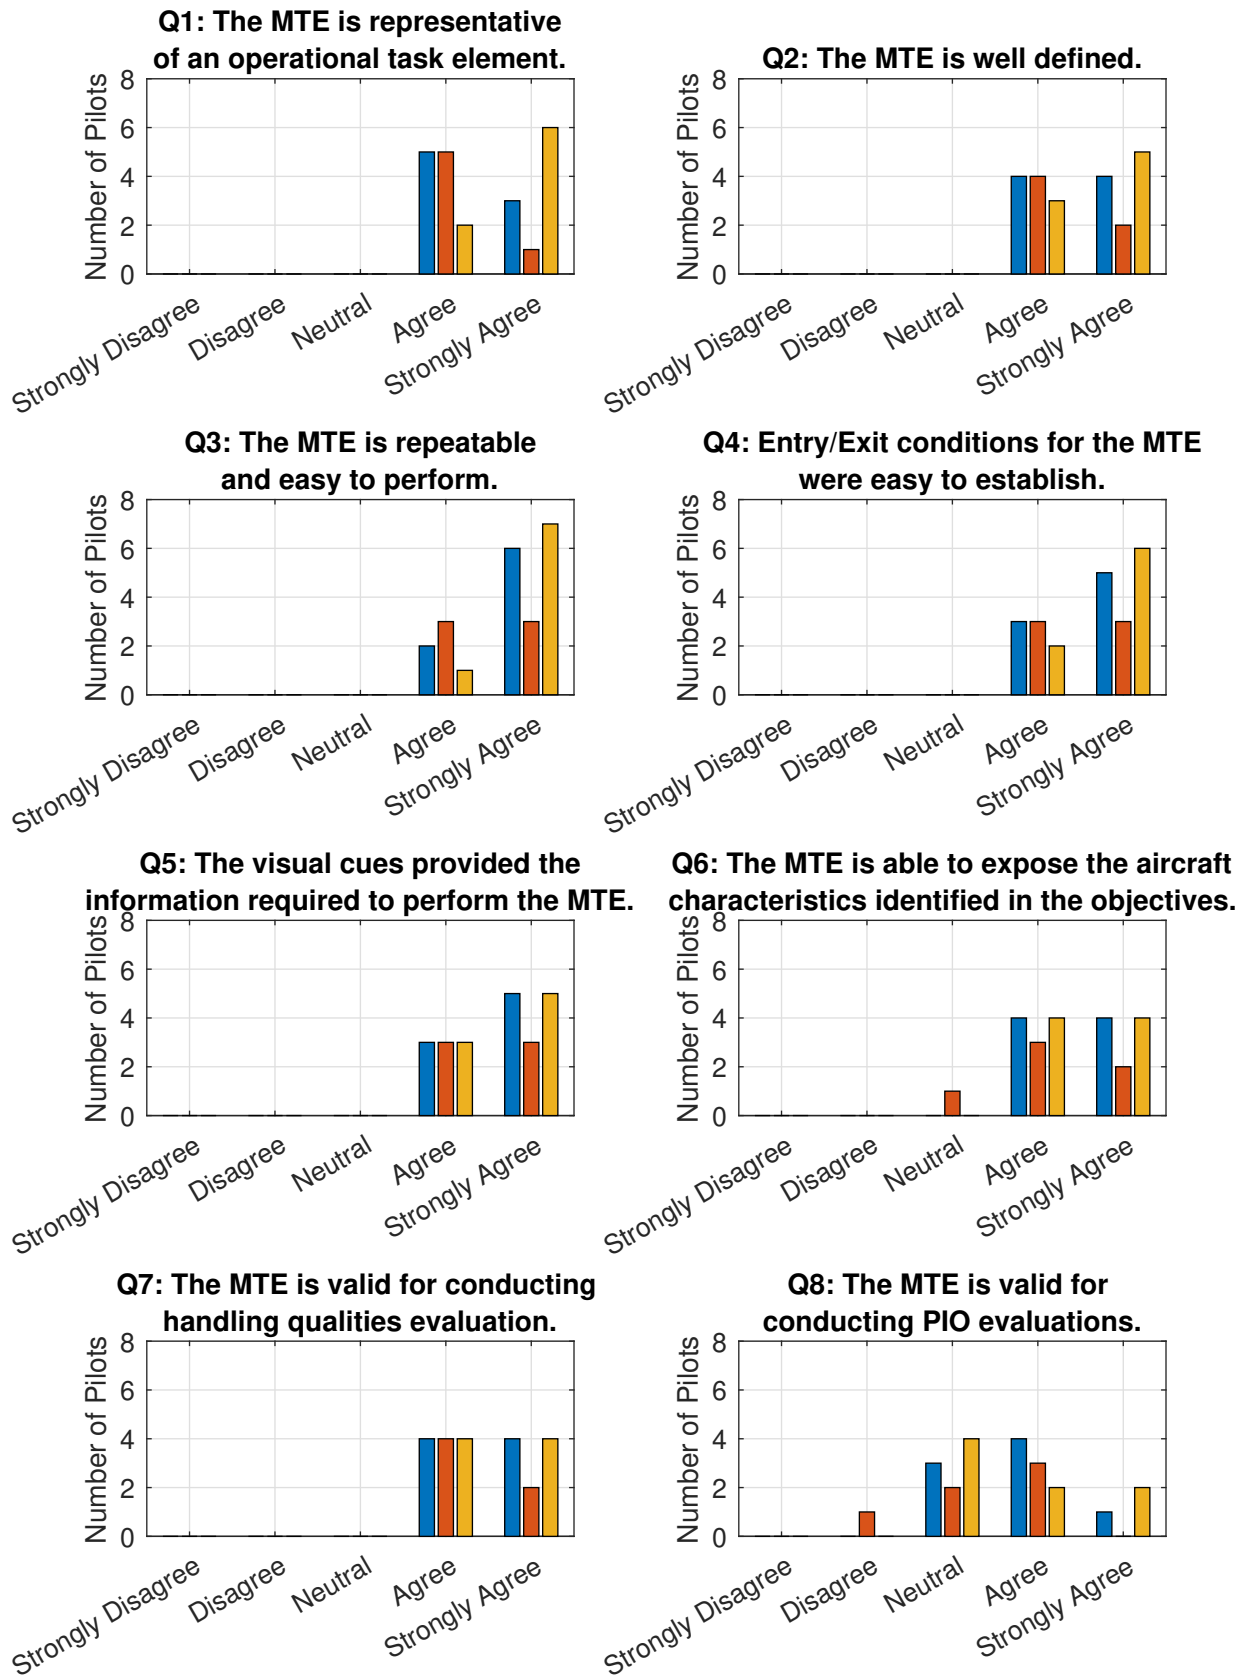 Q1: The MTE is representative
of an operational task element.
Number of Pilots
8
6
4
2
0
Strongly Disagree
Disagree
Neutral
Agree
Strongly Agree
Q2: The MTE is well defined.
Number of Pilots
8
6
4
2
0
Strongly Disagree
Disagree
Neutral
Agree
Strongly Agree
Q3: The MTE is repeatable
and easy to perform.
Number of Pilots
8
6
4
2
0
Strongly Disagree
Disagree
Neutral
Agree
Strongly Agree
Q4: Entry/Exit conditions for the MTE
were easy to establish.
Number of Pilots
8
6
4
2
0
Strongly Disagree
Disagree
Neutral
Agree
Strongly Agree
Q5: The visual cues provided the
information required to perform the MTE.
Number of Pilots
8
6
4
2
0
Strongly Disagree
Disagree
Neutral
Agree
Strongly Agree
Q6: The MTE is able to expose the aircraft
characteristics identified in the objectives.
Number of Pilots
8
6
4
2
0
Strongly Disagree
Disagree
Neutral
Agree
Strongly Agree
Q7: The MTE is valid for conducting
handling qualities evaluation.
Number of Pilots
8
6
4
2
0
Strongly Disagree
Disagree
Neutral
Agree
Strongly Agree
Q8: The MTE is valid for
conducting PIO evaluations.
Number of Pilots
8
6
4
2
0
Strongly Disagree
Disagree
Neutral
Agree
Strongly Agree